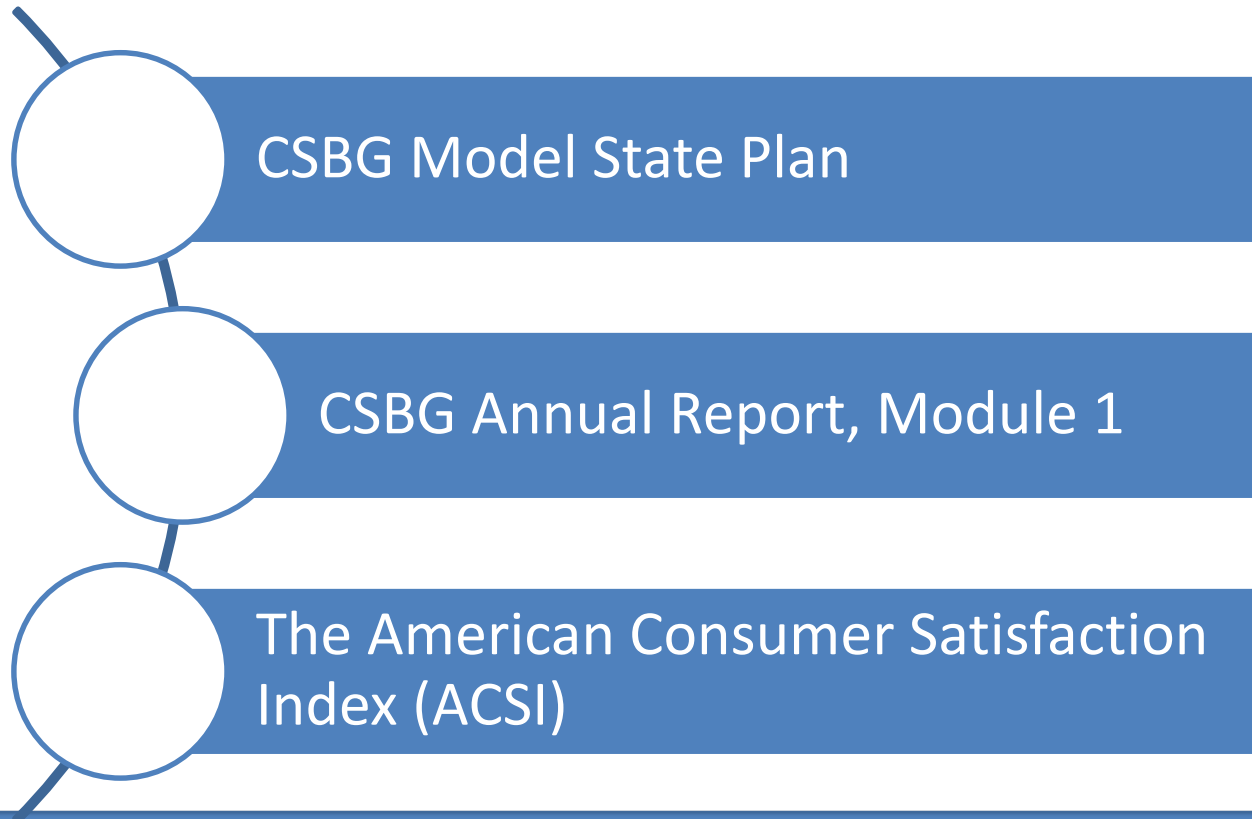 CSBG Model State Plan
CSBG Annual Report, Module 1
The American Consumer Satisfaction
Index (ACSI)